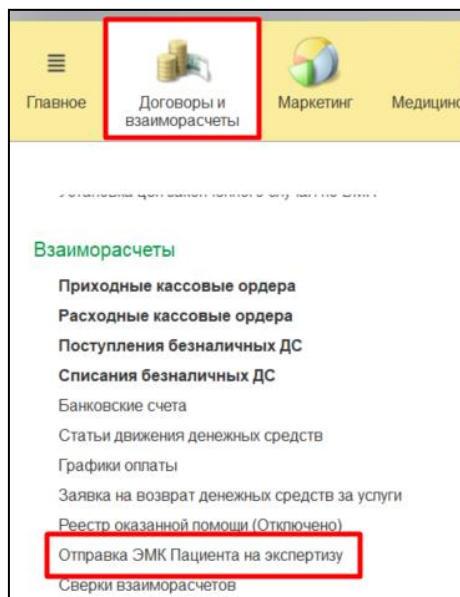 Главное
Договоры и
взаиморасчеты
Маркетинг
Взаиморасчеты
Приходные кассовые ордера
Расходные кассовые ордера
Поступления безналичных ДС
Списания безналичных ДС
Банковские счета
Статьи движения денежных средств
Графики оплаты
Заявка на возврат денежных средств за услуги
Реестр оказанной помощи (Отключено)
Отправка ЭМК Пациента на экспертизу
Сверки взаиморасчетов